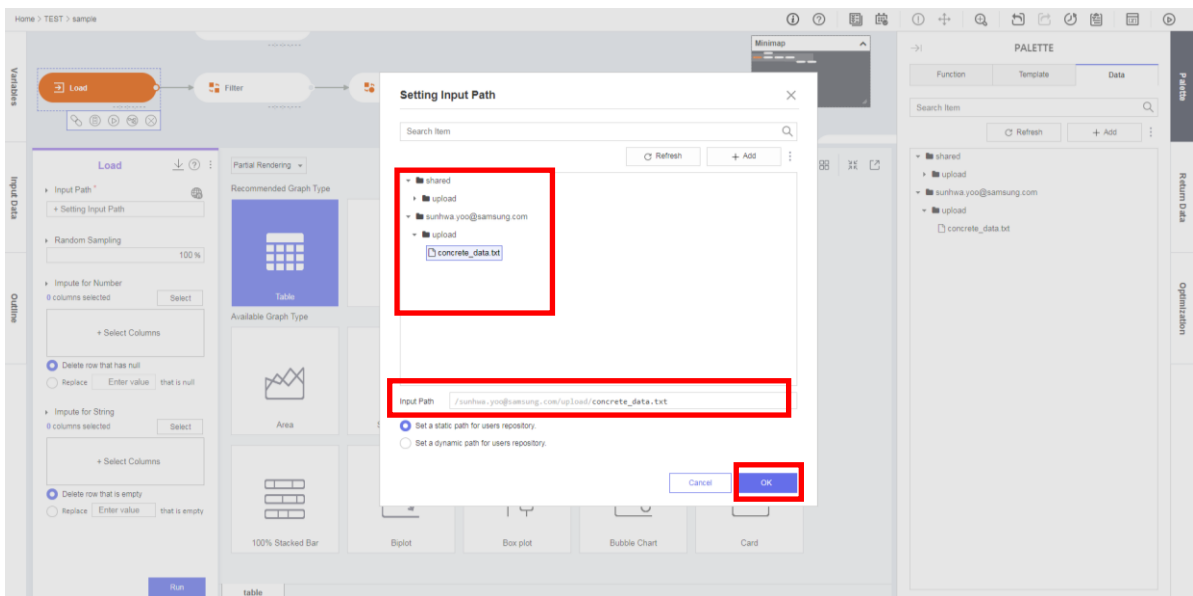 Home > TEST > sample
Variables
Input Data
Outline
Load
Filter
Minimap
Load
Input Path *
+ Setting Input Path
Random Sampling
100 %
Impute for Number
0 columns selected
Select
+ Select Columns
Delete row that has null
Replace Enter value that is null
Impute for String
0 columns selected
Select
+ Select Columns
Delete row that is empty
Replace Enter value that is empty
Run
Partial Rendering
Recommended Graph Type
Table
Available Graph Type
Area
100% Stacked Bar
Biplot
Box plot
Bubble Chart
Card
table
Setting Input Path
Search Item
Refresh
+ Add
shared
upload
sunhwa.yoo@samsung.com
upload
concrete_data.txt
Input Path /sunhwa.yoo@samsung.com/upload/concrete_data.txt
Set a static path for users repository.
Set a dynamic path for users repository.
Cancel
OK
PALETTE
Function
Template
Data
Search Item
Refresh
+ Add
shared
upload
sunhwa.yoo@samsung.com
upload
concrete_data.txt
Palette
Return Data
Optimization